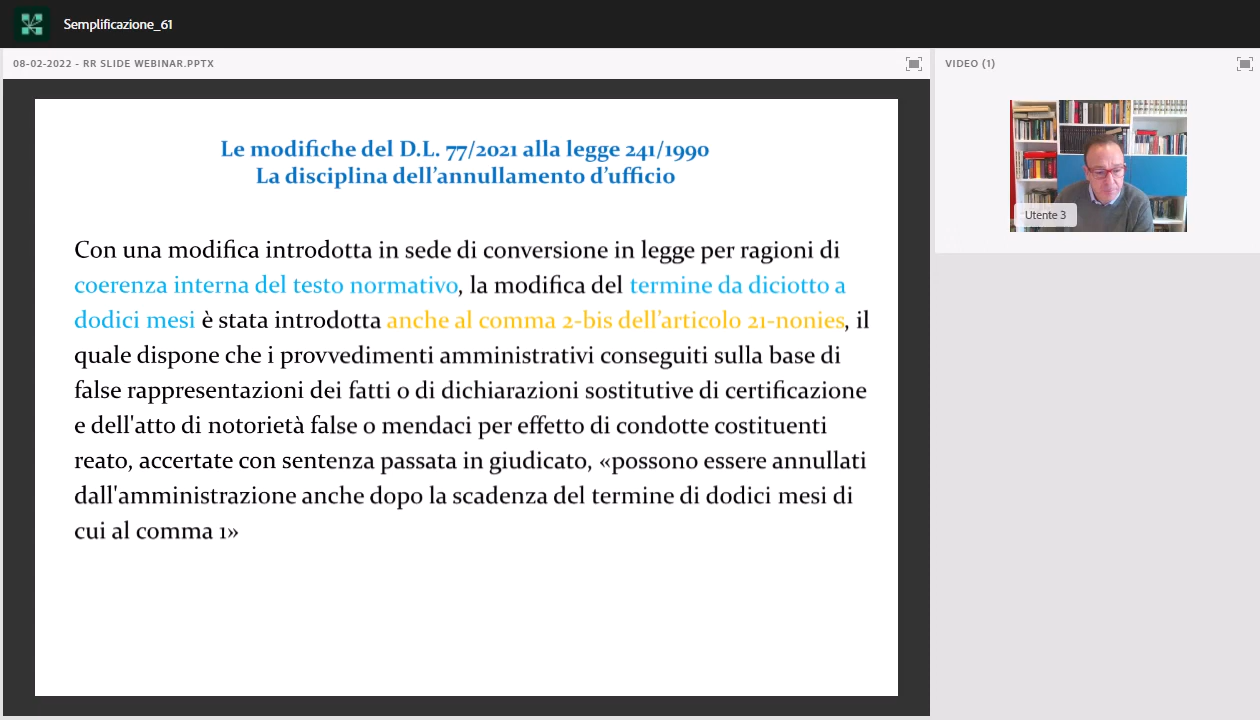 Semplificazione_61
08-02-2022 - RR SLIDE WEBINAR.PPTX
VIDEO (1)
Le modifiche del D.L. 77/2021 alla legge 241/1990
La disciplina dell’annullamento d’ufficio
Con una modifica introdotta in sede di conversione in legge per ragioni di
coerenza interna del testo normativo, la modifica del termine da diciotto a
dodici mesi è stata introdotta anche al comma 2-bis dell’articolo 21-nonies, il
quale dispone che i provvedimenti amministrativi conseguiti sulla base di
false rappresentazioni dei fatti o di dichiarazioni sostitutive di certificazione
e dell'atto di notorietà false o mendaci per effetto di condotte costituenti
reato, accertate con sentenza passata in giudicato, «possono essere annullati
dall'amministrazione anche dopo la scadenza del termine di dodici mesi di
cui al comma 1»
Utente 3